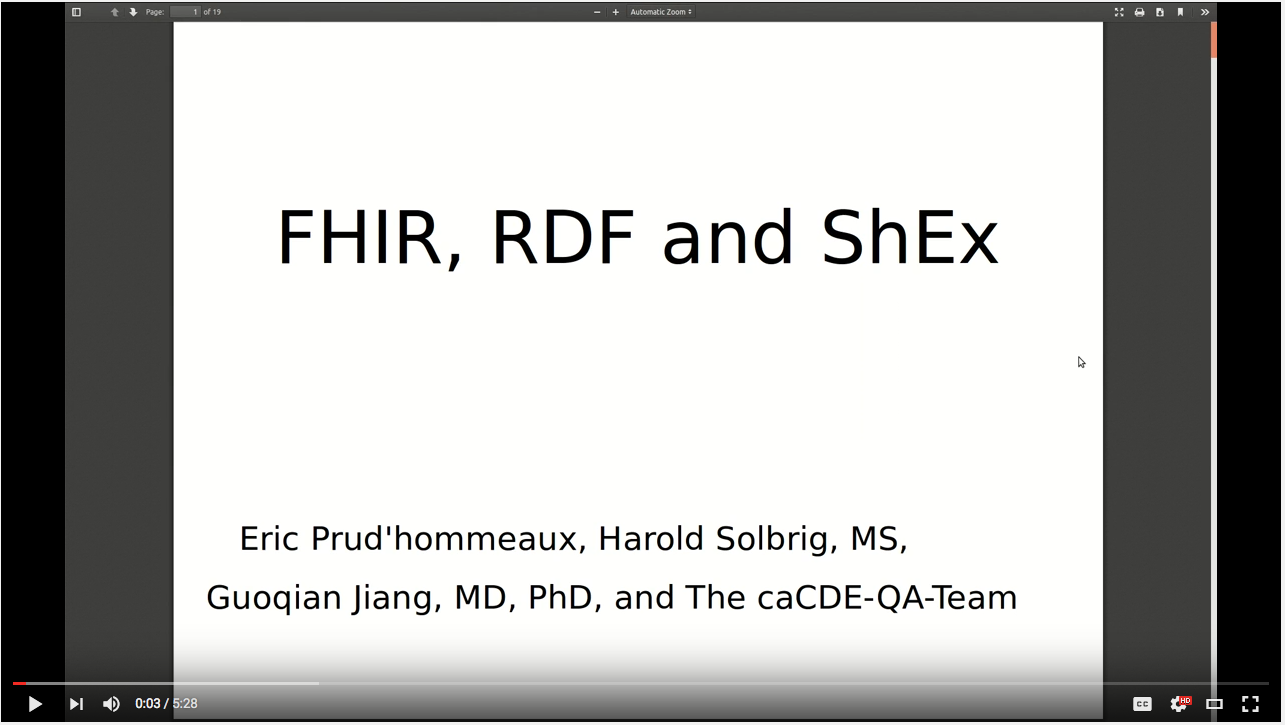 Page: 1 of 19
Automatic Zoom
FHIR, RDF and ShEx
Eric Prud'hommeaux, Harold Solbrig, MS,
Guoqian Jiang, MD, PhD, and The caCDE-QA-Team
0:03 / 5:28
CC
HD